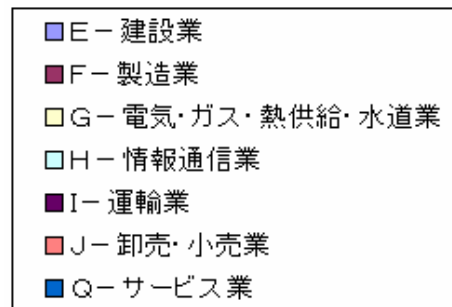 E－建設業
F－製造業
G－電気・ガス・熱供給・水道業
H－情報通信業
I－運輸業
J－卸売・小売業
Q－サービス業